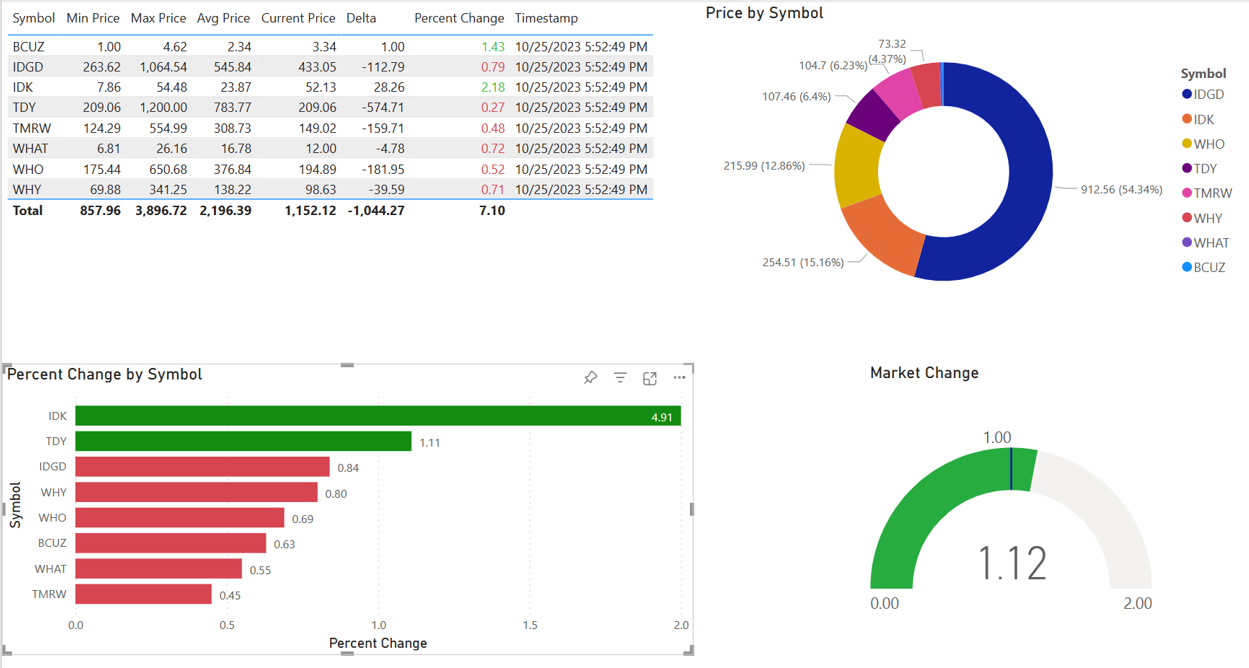 Symbol Min Price Max Price Avg Price Current Price Delta Percent Change Timestamp
BCUZ 1.00 4.62 2.34 3.34 1.00 1.43 10/25/2023 5:52:49 PM
IDGD 263.62 1,064.54 545.84 433.05 -112.79 0.79 10/25/2023 5:52:49 PM
IDK 7.86 54.48 23.87 52.13 28.26 2.18 10/25/2023 5:52:49 PM
TDY 209.06 1,200.00 783.77 209.06 -574.71 0.27 10/25/2023 5:52:49 PM
TMRW 124.29 554.99 308.73 149.02 -159.71 0.48 10/25/2023 5:52:49 PM
WHAT 6.81 26.16 16.78 12.00 -4.78 0.72 10/25/2023 5:52:49 PM
WHO 175.44 650.68 376.84 194.89 -181.95 0.52 10/25/2023 5:52:49 PM
WHY 69.88 341.25 138.22 98.63 -39.59 0.71 10/25/2023 5:52:49 PM
Total 857.96 3,896.72 2,196.39 1,152.12 -1,044.27 7.10
Price by Symbol
73.32
(4.37%)
104.7 (6.23%)
107.46 (6.4%)
215.99 (12.86%)
254.51 (15.16%)
912.56 (54.34%)
Symbol
IDGD
IDK
WHO
TDY
TMRW
WHY
WHAT
BCUZ
Percent Change by Symbol
Symbol
IDK 4.91
TDY 1.11
IDGD 0.84
WHY 0.80
WHO 0.69
BCUZ 0.63
WHAT 0.55
TMRW 0.45
0.0 0.5 1.0 1.5 2.0
Percent Change
Market Change
1.00
1.12
0.00 2.00